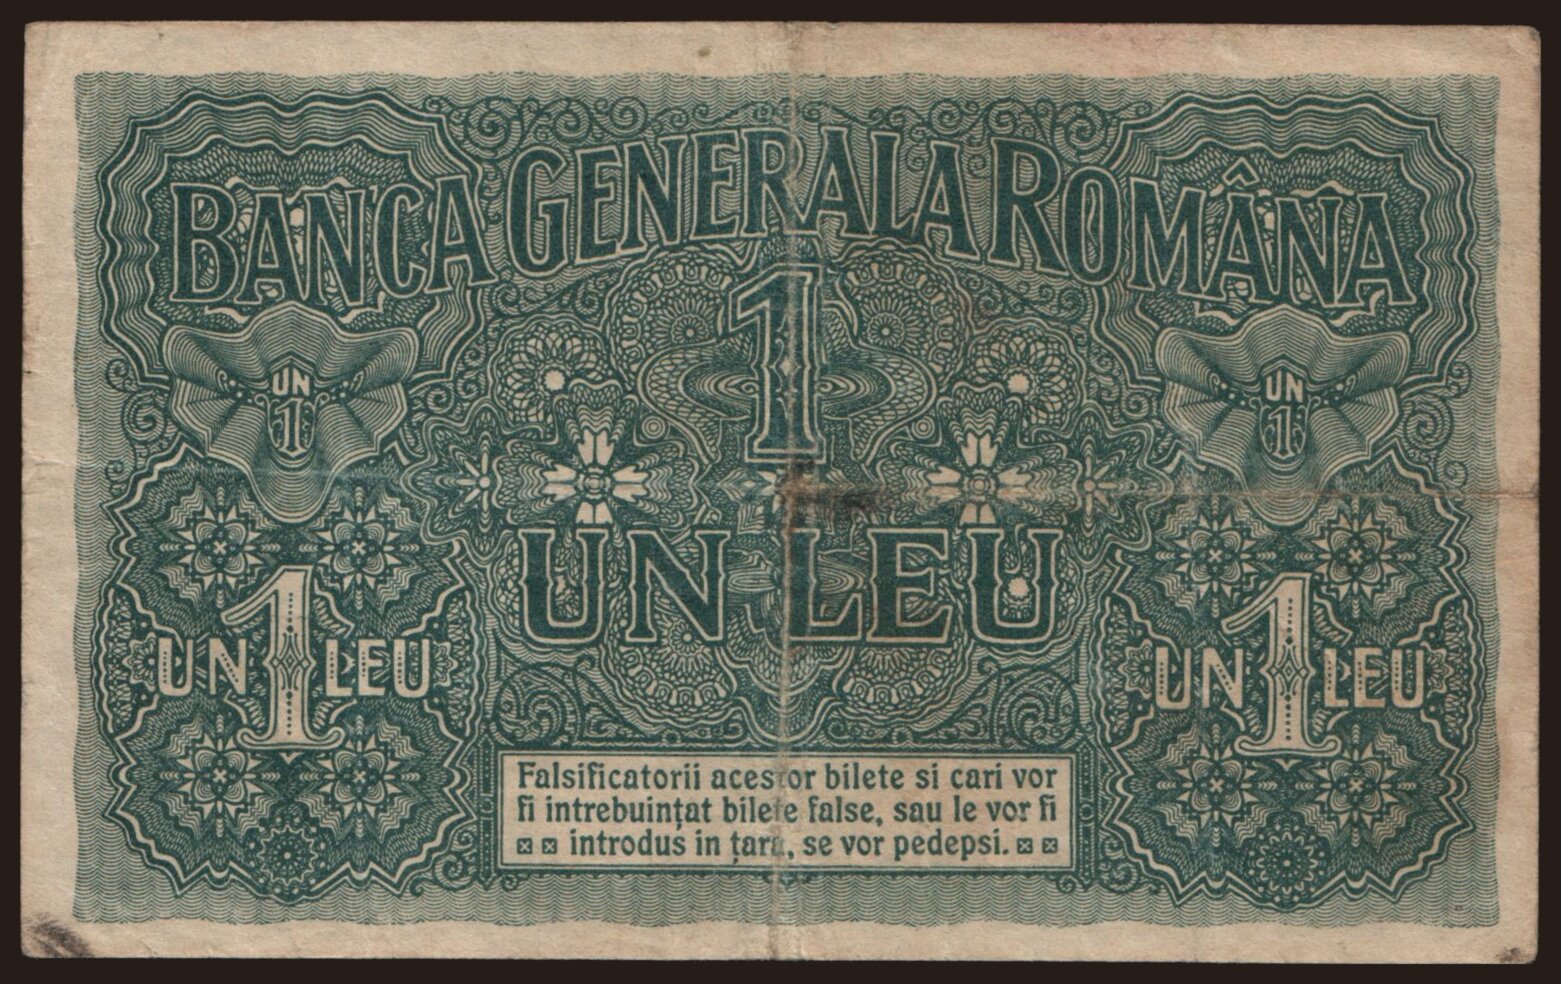 BANCA GENERALA ROMÂNA
1
UN
1
UN
1
UN LEU
UN 1 LEU
UN 1 LEU
Falsificatorii acestor bilete si cari vor
fi intrebuințat bilete false, sau le vor fi
introdus in țara, se vor pedepsi.